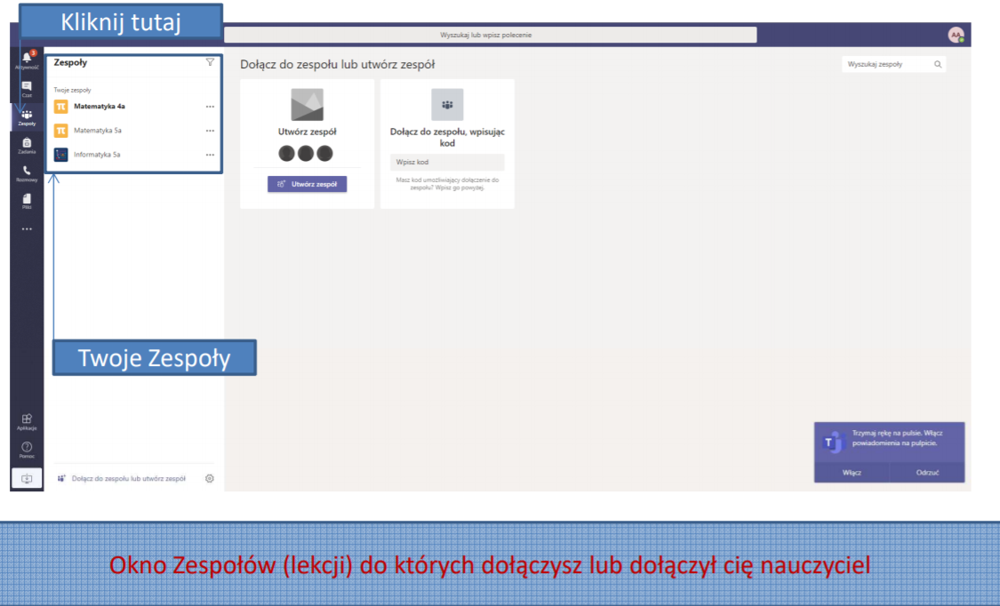 Kliknij tutaj
Wyszukaj lub wpisz polecenie
AA
3
Aktywność
Czat
Zespoły
Zadania
Rozmowy
Pliki
Zespoły
Twoje zespoły
Matematyka 4a
Matematyka 5a
Informatyka 5a
Dołącz do zespołu lub utwórz zespół
Wyszukaj zespoły
Utwórz zespół
Utwórz zespół
Dołącz do zespołu, wpisując
kod
Wpisz kod
Masz kod umożliwiający dołączenie do
zespołu? Wpisz go powyżej.
Twoje Zespoły
Aplikacje
Pomoc
Dołącz do zespołu lub utwórz zespół
T
Trzymaj rękę na pulsie. Włącz
powiadomienia na pulpicie.
Włącz
Odrzuć
Okno Zespołów (lekcji) do których dołączysz lub dołączył cię nauczyciel